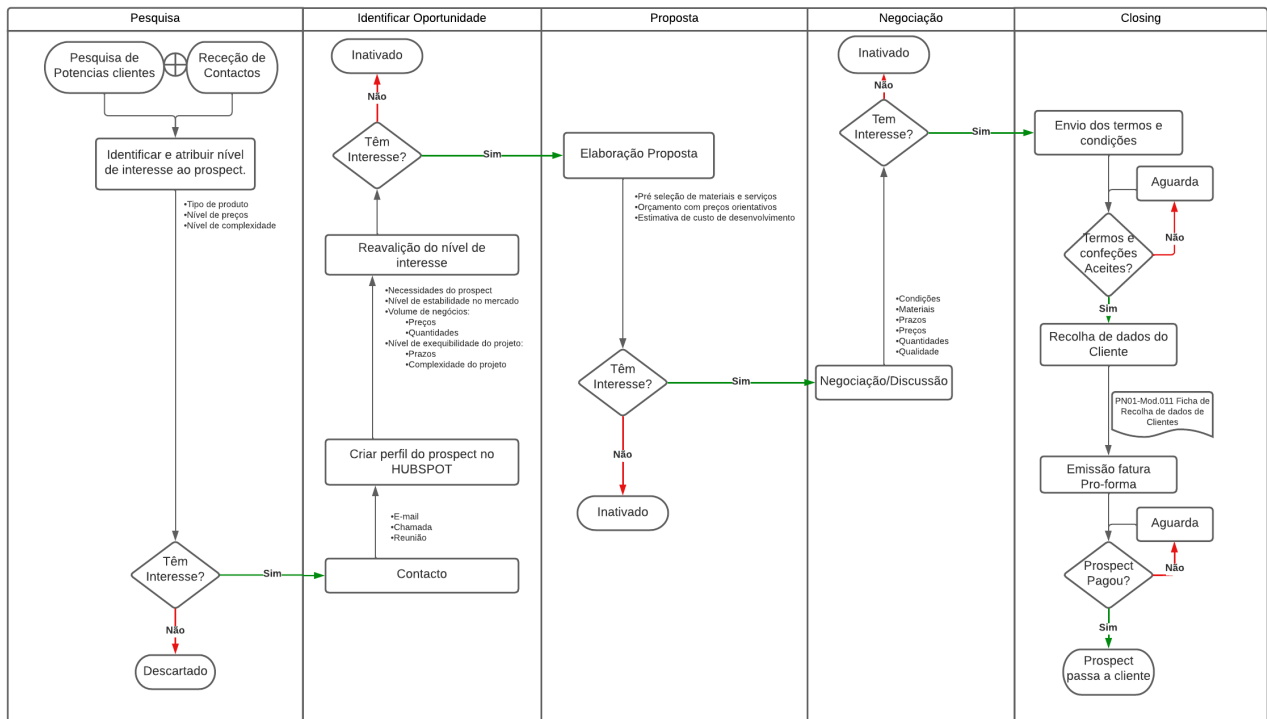 Pesquisa
Pesquisa de
Potencias clientes
Receção de
Contactos
Identificar e atribuir nível
de interesse ao prospect.
•Tipo de produto
•Nível de preços
•Nível de complexidade
Têm
Interesse?
Sim
Não
Descartado
Identificar Oportunidade
Inativado
Não
Têm
Interesse?
Sim
Reavalição do nível de
interesse
•Necessidades do prospect
•Nível de estabilidade no mercado
•Volume de negócios:
•Preços
•Quantidades
•Nível de exequibilidade do projeto:
•Prazos
•Complexidade do projeto
Criar perfil do prospect no
HUBSPOT
•E-mail
•Chamada
•Reunião
Contacto
Proposta
Elaboração Proposta
•Pré seleção de materiais e serviços
•Orçamento com preços orientativos
•Estimativa de custo de desenvolvimento
Têm
Interesse?
Sim
Não
Inativado
Negociação
Inativado
Não
Tem
Interesse?
Sim
•Condições
•Materiais
•Prazos
•Preços
•Quantidades
•Qualidade
Negociação/Discussão
Closing
Envio dos termos e
condições
Aguarda
Termos e
confeções
Aceites?
Não
Sim
Recolha de dados do
Cliente
PN01-Mod.011 Ficha de
Recolha de dados de
Clientes
Emissão fatura
Pro-forma
Aguarda
Prospect
Pagou?
Não
Sim
Prospect
passa a cliente